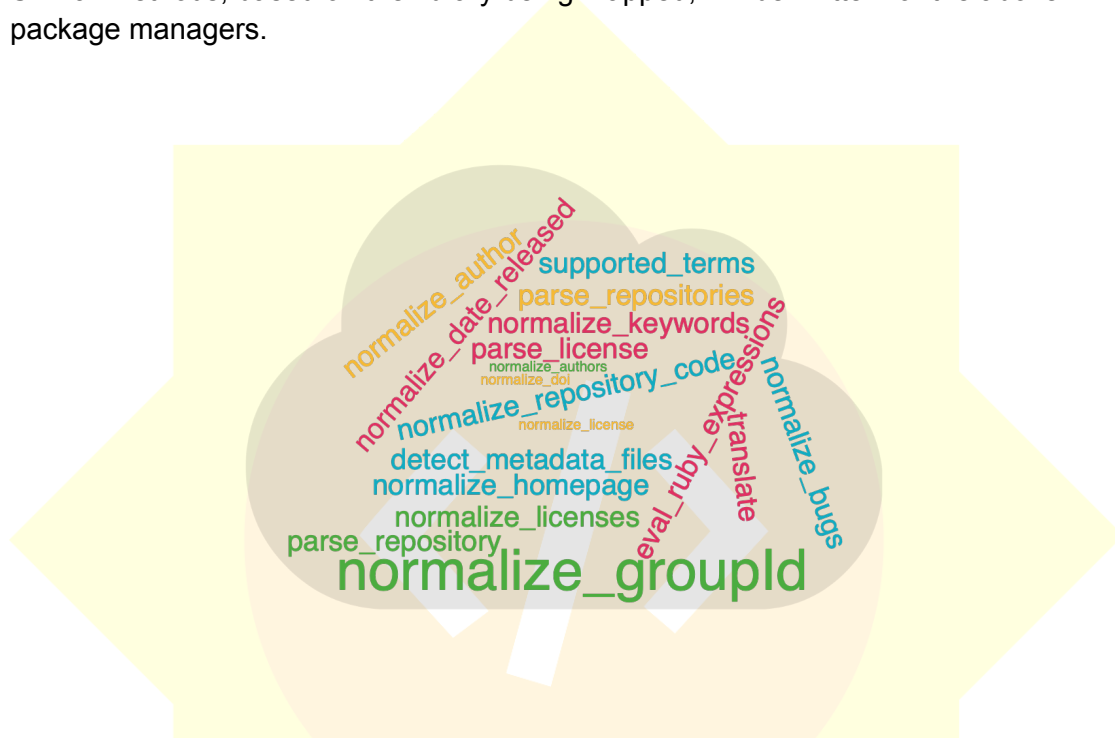 package managers.
normalize_author
normalize_date_released
supported_terms
parse_repositories
normalize_keywords
parse_license
normalize_authors
normalize_doi
normalize_repository_code
normalize_license
eval_ruby_expressions
translate
normalize_bugs
detect_metadata_files
normalize_homepage
normalize_licenses
parse_repository
normalize_groupId